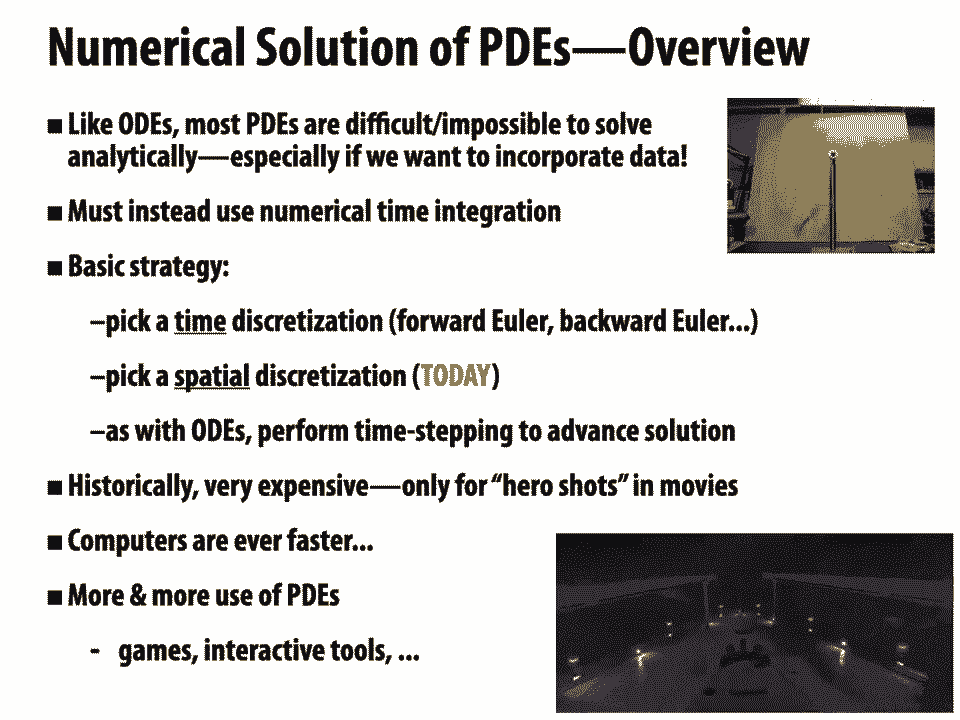 Numerical Solution of PDEs—Overview
■ Like ODEs, most PDEs are difficult/impossible to solve
analytically—especially if we want to incorporate data!
■ Must instead use numerical time integration
■ Basic strategy:
–pick a time discretization (forward Euler, backward Euler...)
–pick a spatial discretization (TODAY)
–as with ODEs, perform time-stepping to advance solution
■ Historically, very expensive—only for “hero shots” in movies
■ Computers are ever faster...
■ More & more use of PDEs
- games, interactive tools, ...